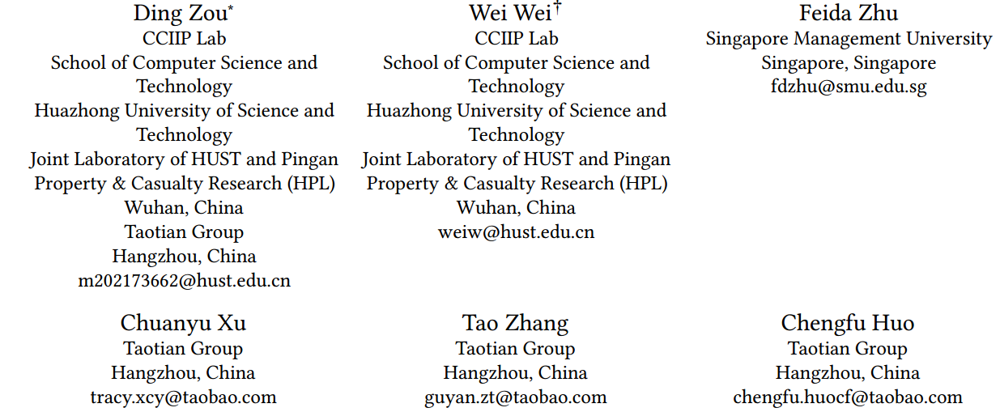 Ding Zou*
CCIIP Lab
School of Computer Science and
Technology
Huazhong University of Science and
Technology
Joint Laboratory of HUST and Pingan
Property & Casualty Research (HPL)
Wuhan, China
Taotian Group
Hangzhou, China
m202173662@hust.edu.cn
Wei Wei†
CCIIP Lab
School of Computer Science and
Technology
Huazhong University of Science and
Technology
Joint Laboratory of HUST and Pingan
Property & Casualty Research (HPL)
Wuhan, China
weiw@hust.edu.cn
Feida Zhu
Singapore Management University
Singapore, Singapore
fdzhu@smu.edu.sg
Chuanyu Xu
Taotian Group
Hangzhou, China
tracy.xcy@taobao.com
Tao Zhang
Taotian Group
Hangzhou, China
guyan.zt@taobao.com
Chengfu Huo
Taotian Group
Hangzhou, China
chengfu.huocf@taobao.com